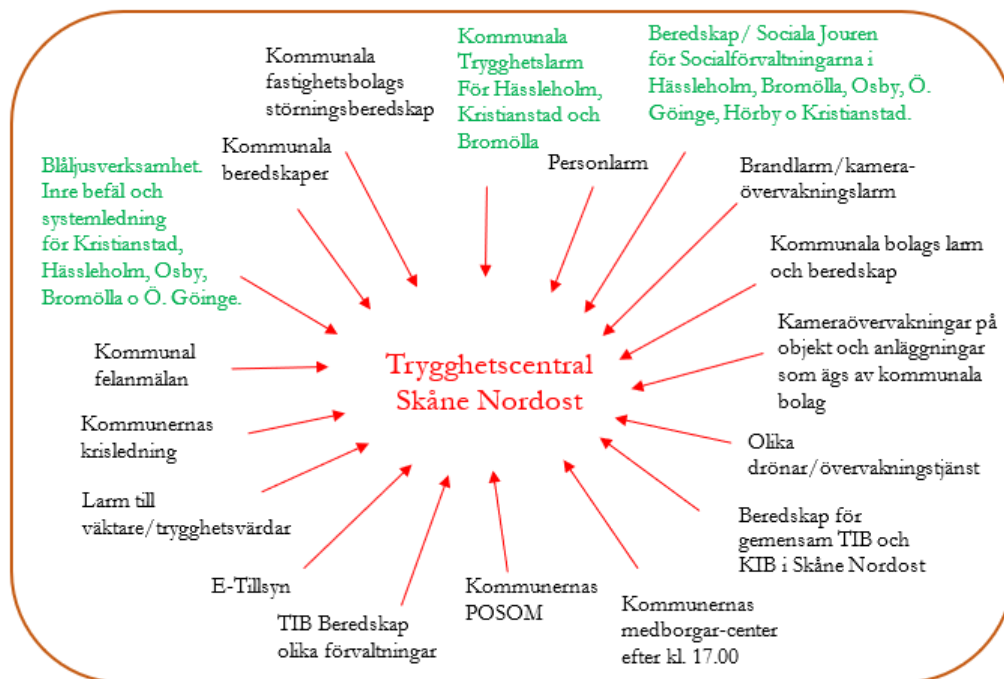 Kommunala
fastighetsbolags
störningsberedskap
Kommunala
Trygghetslarm
För Hässleholm,
Kristianstad och
Bromölla
Beredskap/ Sociala Jouren
för Socialförvaltningarna i
Hässleholm, Bromölla, Osby, Ö.
Göinge, Hörby o Kristianstad.
Kommunala
beredskaper
Personlarm
Blåljusverksamhet.
Inre befäl och
systemledning
för Kristianstad,
Hässleholm, Osby,
Bromölla o Ö. Göinge.
Brandlarm/kamera-
övervakningslarm
Kommunala bolags larm
och beredskap
Kommunal
felanmälan
Trygghetscentral
Skåne Nordost
Kameraövervakningar på
objekt och anläggningar
som ägs av kommunala
bolag
Kommunernas
krisledning
Olika
drönar/övervakningstjänst
Larm till
väktare/trygghetsvärdar
Beredskap för
gemensam TIB och
KIB i Skåne Nordost
E-Tillsyn
TIB Beredskap
olika förvaltningar
Kommunernas
POSOM
Kommunernas
medborgar-center
efter kl. 17.00